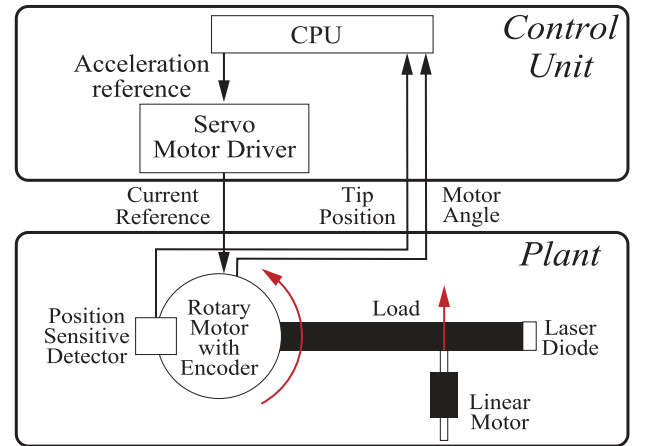 CPU
Control
Unit
Acceleration
reference
Servo
Motor Driver
Current
Reference
Tip
Position
Motor
Angle
Plant
Position
Sensitive
Detector
Rotary
Motor
with
Encoder
Load
Laser
Diode
Linear
Motor